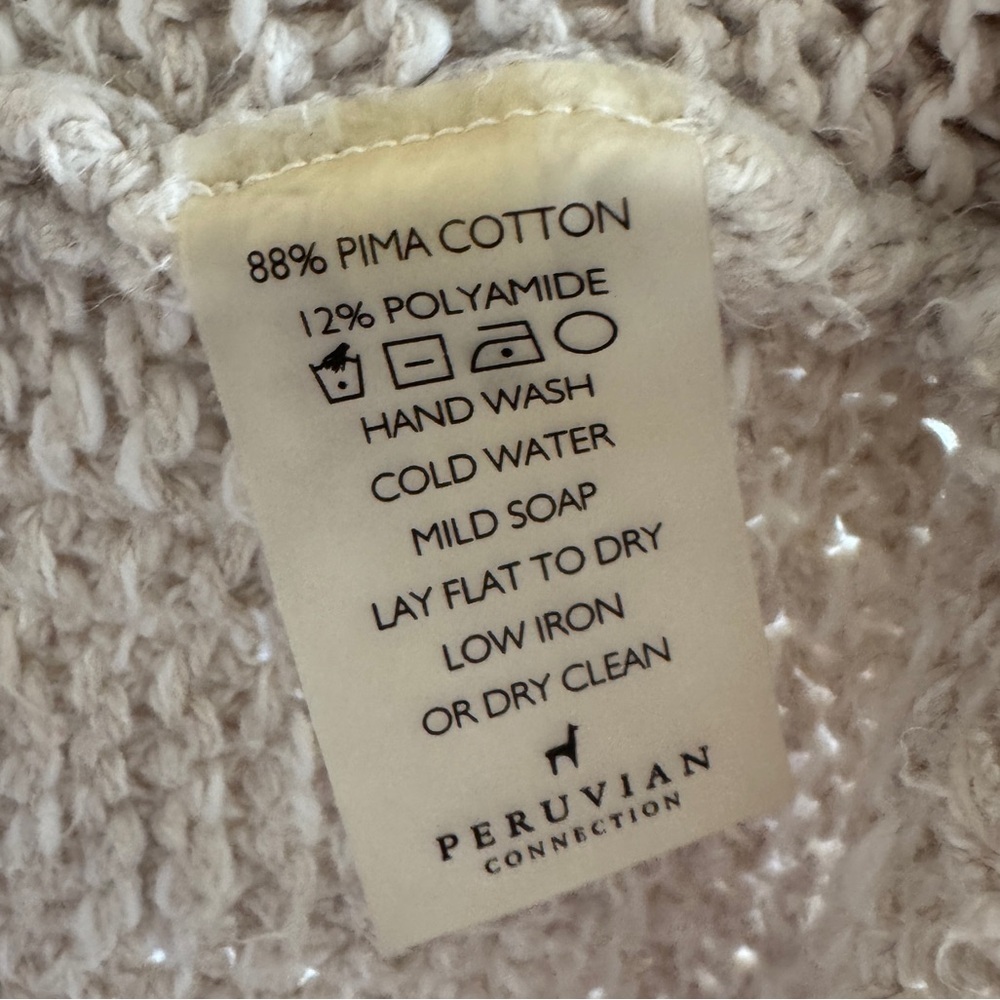 88% PIMA COTTON
12% POLYAMIDE
HAND WASH
COLD WATER
MILD SOAP
LAY FLAT TO DRY
LOW IRON
OR DRY CLEAN
PERUVIAN
CONNECTION